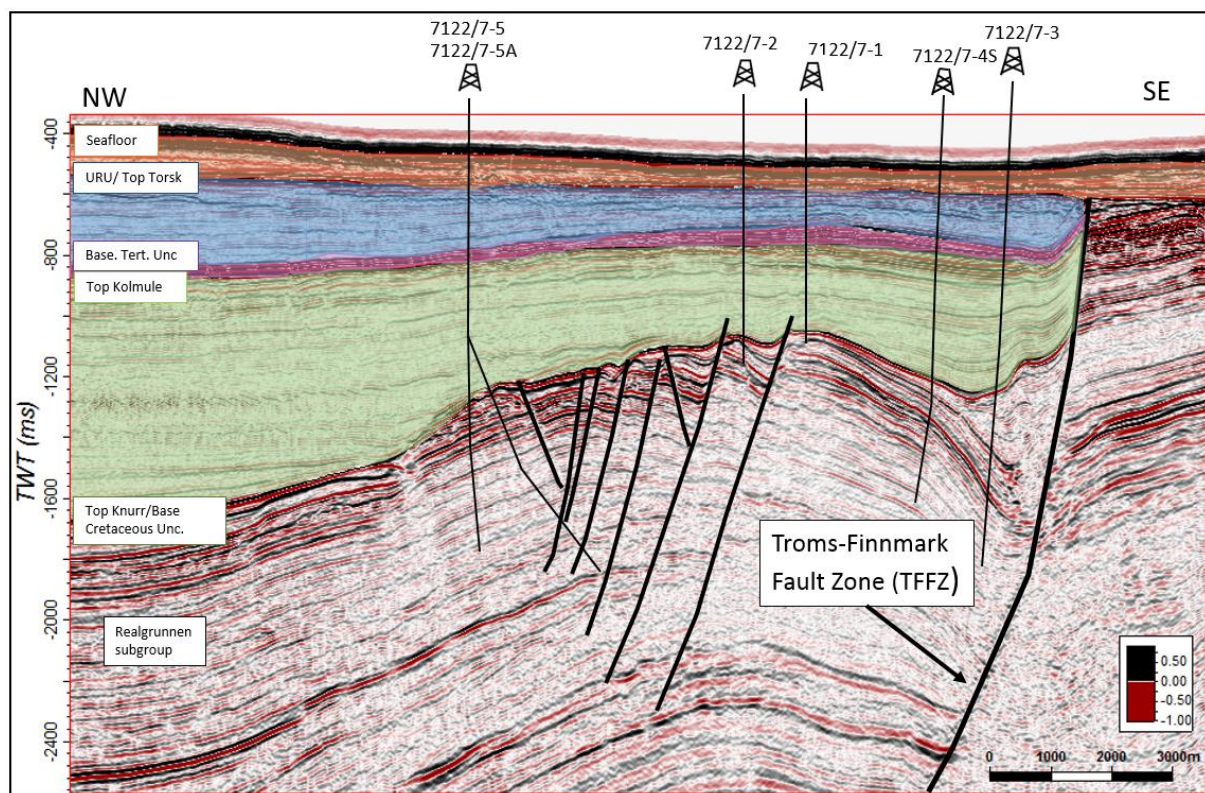 7122/7-5
7122/7-5A
7122/7-2
7122/7-1
7122/7-4S
7122/7-3
NW
SE
-400
-800
-1200
-1600
-2000
-2400
TWT (ms)
Seafloor
URU/ Top Torsk
Base. Tert. Unc
Top Kolmule
Top Knurr/Base
Cretaceous Unc.
Realgrunnen
subgroup
Troms-Finnmark
Fault Zone (TFFZ)
0.50
0.00
-0.50
-1.00
0 1000 2000 3000m